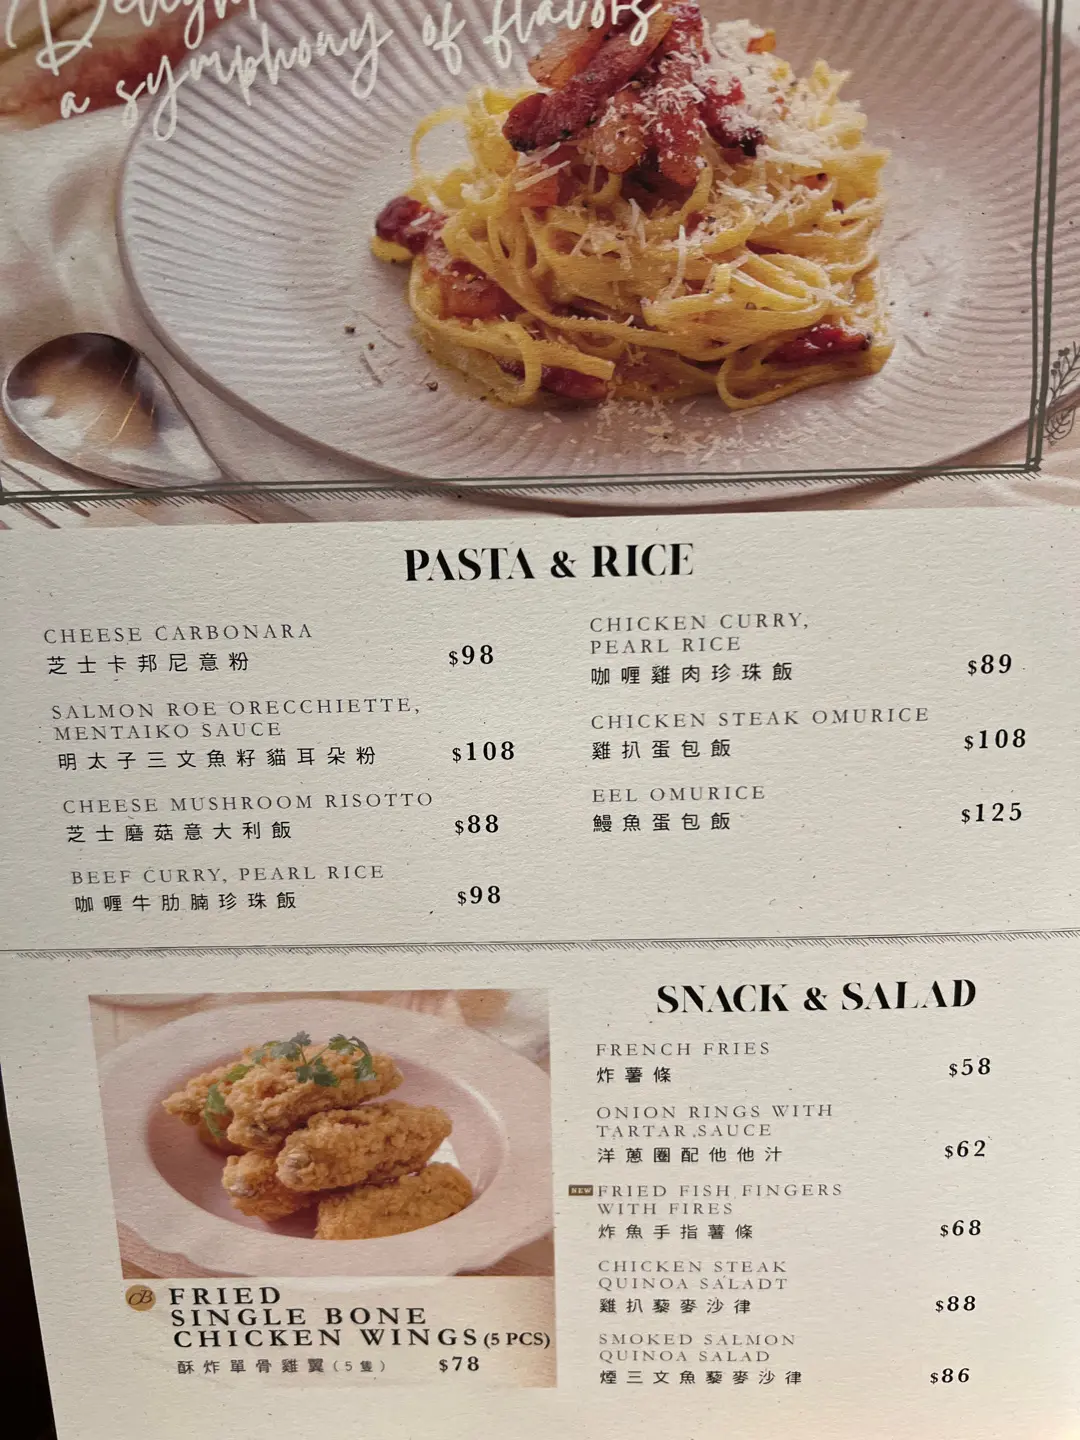 a symphony of flavors
PASTA & RICE
CHEESE CARBONARA
芝士卡邦尼意粉
$98
SALMON ROE ORECCHIETTE,
MENTAIKO SAUCE
明太子三文魚籽貓耳朵粉
$108
CHEESE MUSHROOM RISOTTO
芝士磨菇意大利飯
$88
BEEF CURRY, PEARL RICE
咖喱牛肋腩珍珠飯
$98
CHICKEN CURRY,
PEARL RICE
咖喱雞肉珍珠飯
$89
CHICKEN STEAK OMURICE
雞扒蛋包飯
$108
EEL OMURICE
鰻魚蛋包飯
$125
SNACK & SALAD
FRENCH FRIES
炸薯條
$58
ONION RINGS WITH
TARTAR SAUCE
洋蔥圈配他他汁
$62
NEW FRIED FISH FINGERS
WITH FIRES
炸魚手指薯條
$68
CHICKEN STEAK
QUINOA SALADT
雞扒藜麥沙律
$88
SMOKED SALMON
QUINOA SALAD
煙三文魚藜麥沙律
$86
FRIED
SINGLE BONE
CHICKEN WINGS (5 PCS)
酥炸單骨雞翼(5隻)
$78